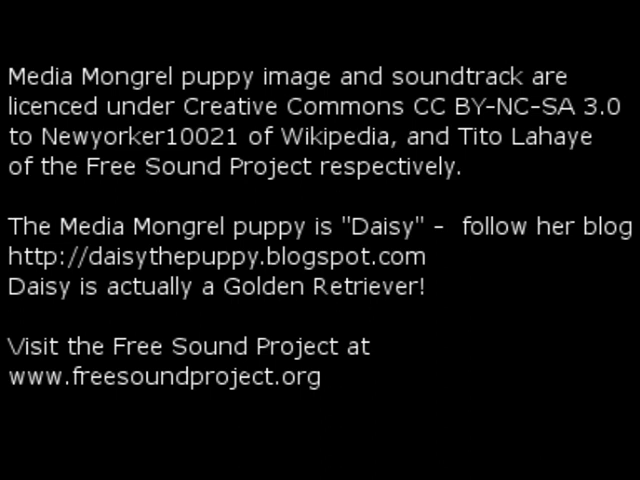 Media Mongrel puppy image and soundtrack are
licenced under Creative Commons CC BY-NC-SA 3.0
to Newyorker10021 of Wikipedia, and Tito Lahaye
of the Free Sound Project respectively.
The Media Mongrel puppy is "Daisy" -  follow her blog
http://daisythepuppy.blogspot.com
Daisy is actually a Golden Retriever!
Visit the Free Sound Project at
www.freesoundproject.org